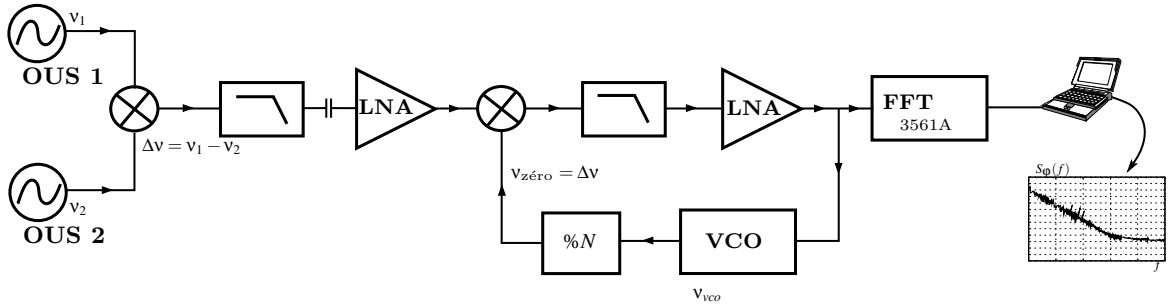 ν1
OUS 1
Δν = ν1 − ν2
ν2
OUS 2
LNA
νzéro = Δν
%N
VCO
νvco
LNA
FFT
3561A
Sφ(f)
f